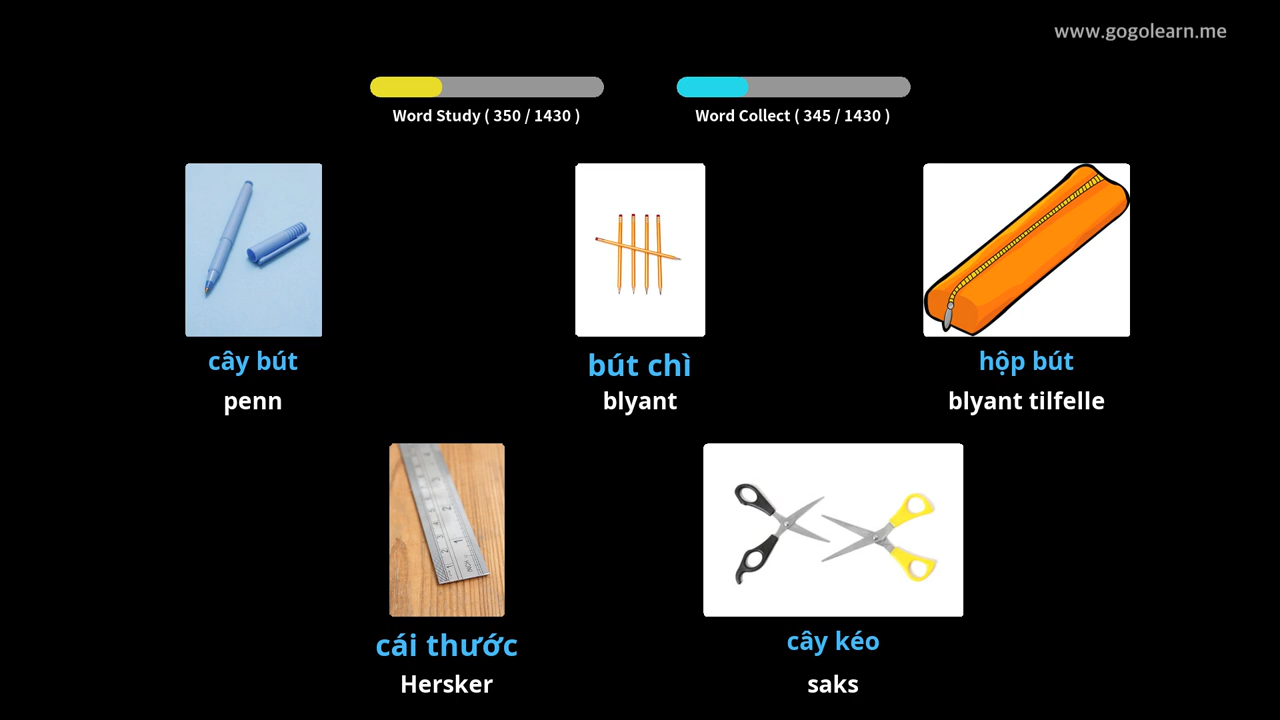 www.gogolearn.me
Word Study ( 350 / 1430 )
Word Collect ( 345 / 1430 )
cây bút
penn
bút chì
blyant
hộp bút
blyant tilfelle
cái thước
Hersker
cây kéo
saks